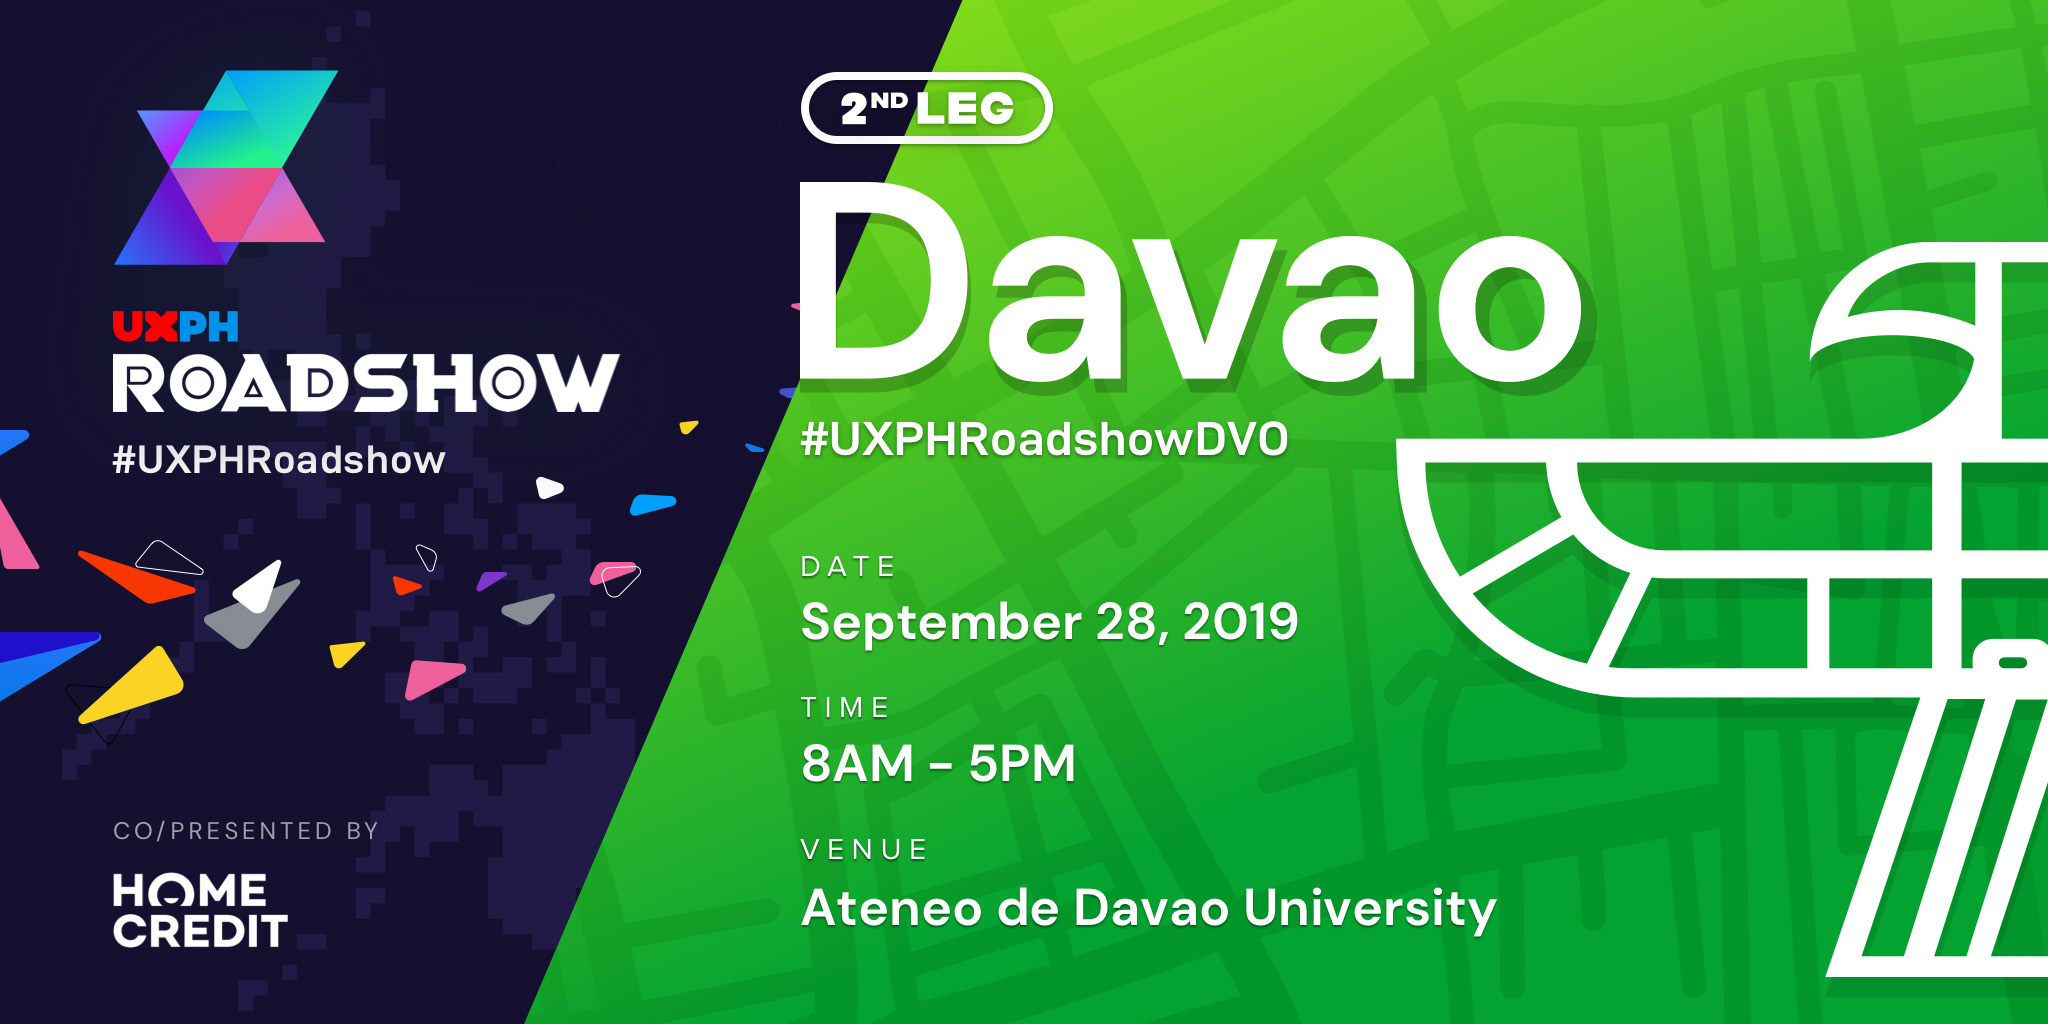 UXPH
ROADSHOW
#UXPHRoadshow
CO/PRESENTED BY
HOME
CREDIT
2ND LEG
Davao
#UXPHRoadshowDVO
DATE
September 28, 2019
TIME
8AM – 5PM
VENUE
Ateneo de Davao University